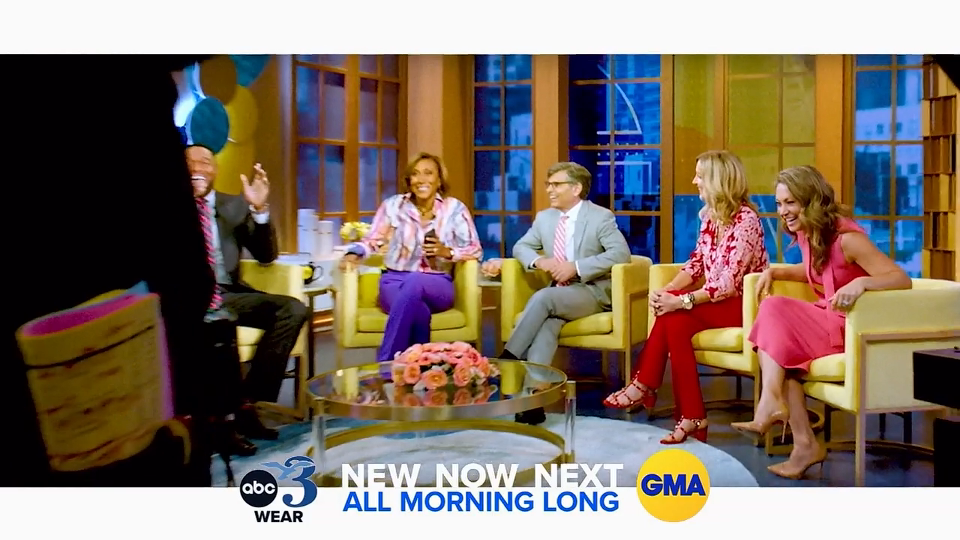 abc 3
WEAR
NEW NOW NEXT
ALL MORNING LONG
GMA